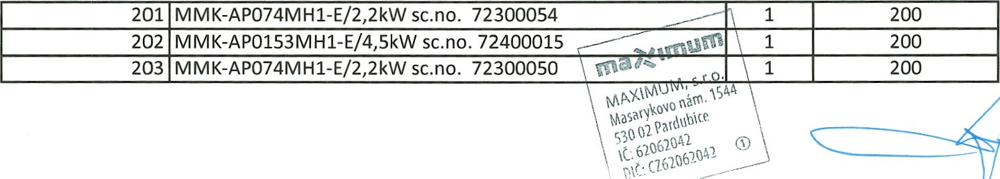 201 MMK-AP074MH1-E/2,2kW sc.no. 72300054 1 200
202 MMK-AP0153MH1-E/4,5kW sc.no. 72400015 1 200
203 MMK-AP074MH1-E/2,2kW sc.no. 72300050 1 200
maximum
MAXIMUM, s.r.o.
Masarykovo nám. 1544
530 02 Pardubice
IČ: 62062042
DIČ: CZ62062042 1